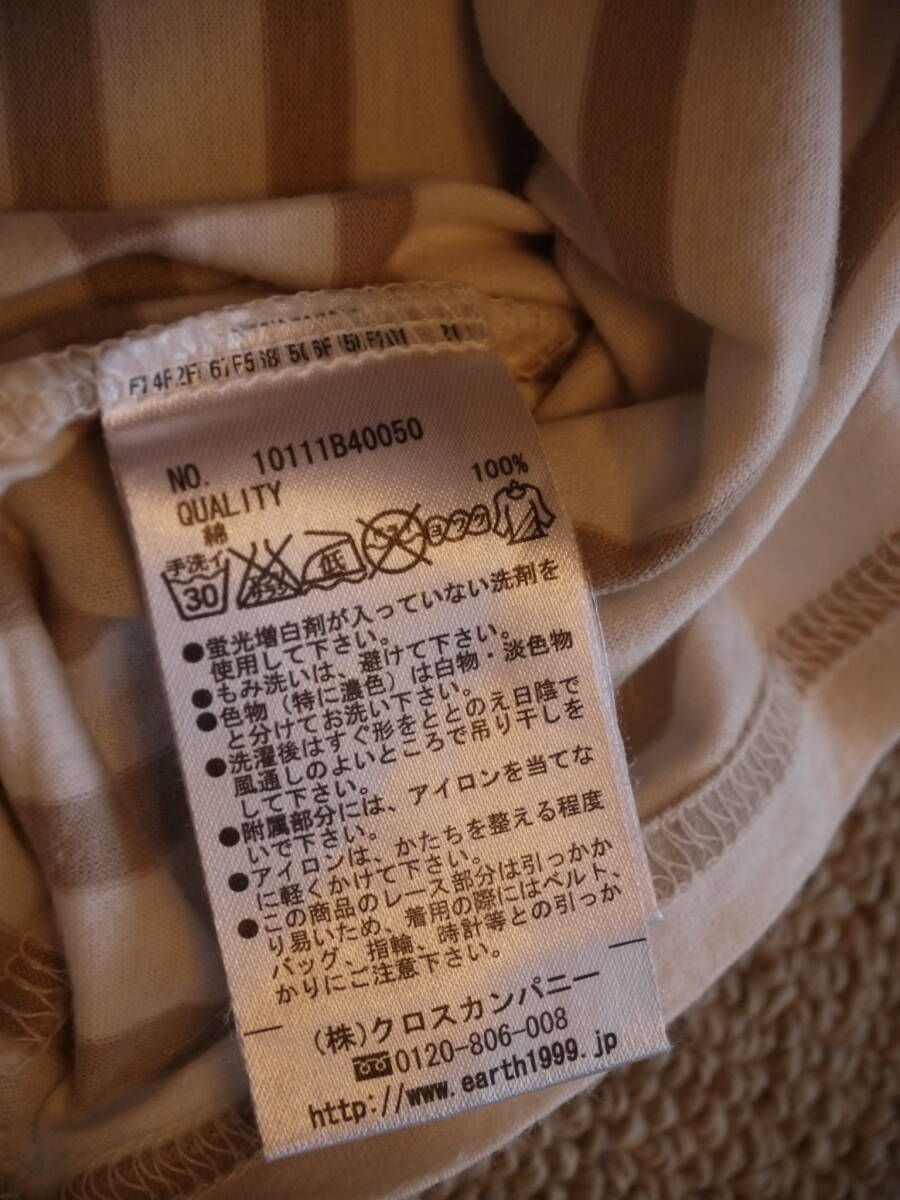 NO. 10111B40050
QUALITY
綿 100%
手洗イ
30 低 ヨワク
●蛍光増白剤が入っていない洗剤を
使用して下さい。
●もみ洗いは、避けて下さい。
●色物(特に濃色)は白物・淡色物
と分けてお洗い下さい。
●洗濯後はすぐ形をととのえ日陰で
風通しのよいところで吊り干しを
して下さい。
●附属部分には、アイロンを当てな
いで下さい。
●アイロンは、かたちを整える程度
に軽くかけて下さい。
●この商品のレース部分は引っかか
り易いため、着用の際にはベルト、
バッグ、指輪、時計等との引っか
かりにご注意下さい。
(株)クロスカンパニー
0120-806-008
http://www.earth1999.jp